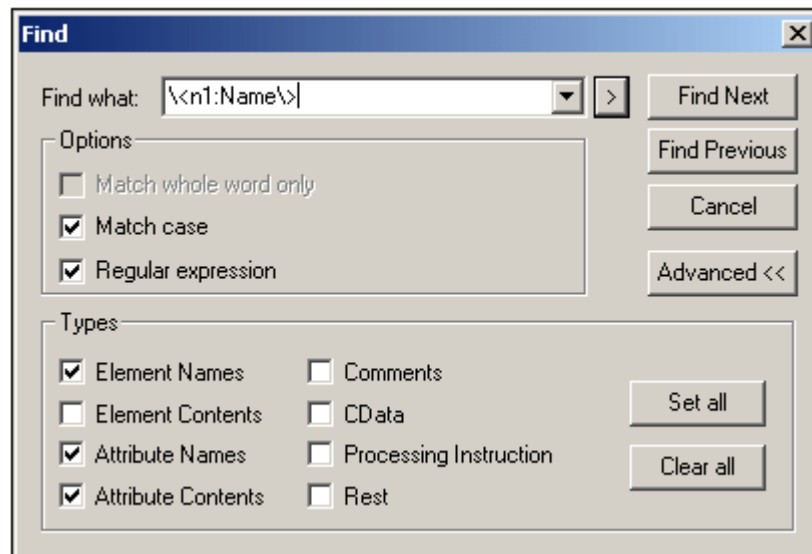 Find
Find what: \<n1:Name\> > Find Next
Options
Match whole word only
Match case
Regular expression
Find Previous
Cancel
Advanced <<
Types
Element Names
Element Contents
Attribute Names
Attribute Contents
Comments
CData
Processing Instruction
Rest
Set all
Clear all